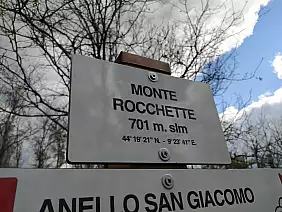 MONTE
ROCCHETTE
701 m. slm
44° 19' 21" N. - 9° 23' 41" E.
ANELLO SAN GIACOMO